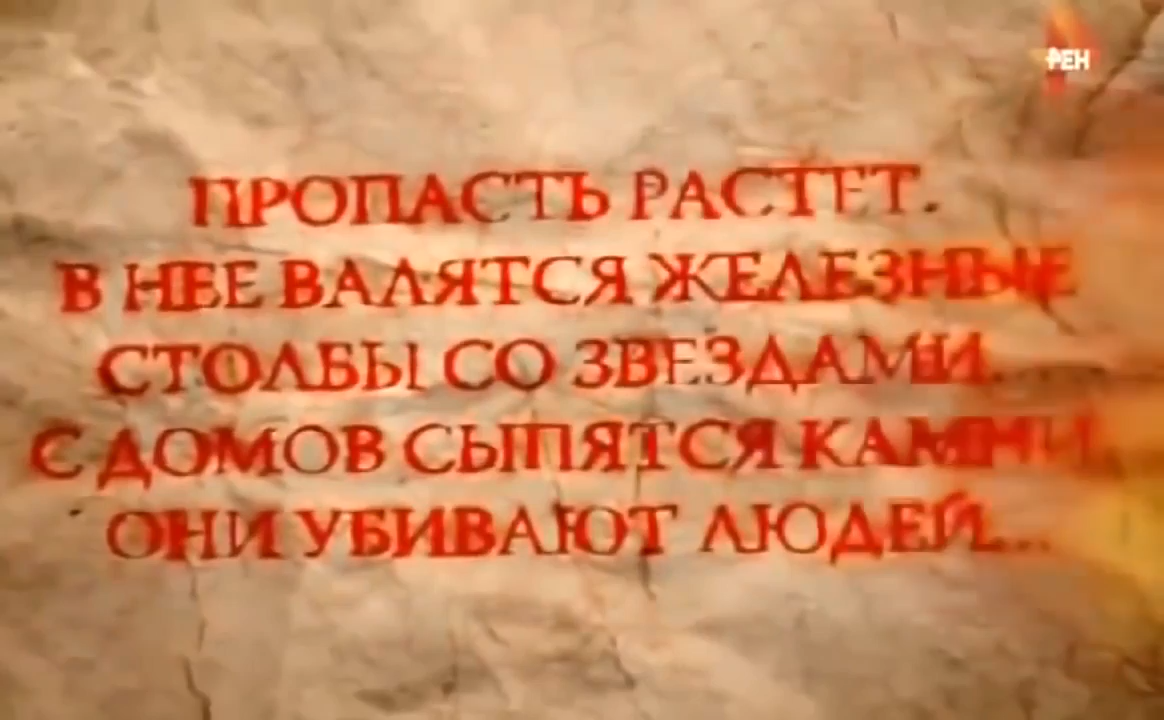 РЕН
ПРОПАСТЬ РАСТЕТ.
В НЕЕ ВАЛЯТСЯ ЖЕЛЕЗНЫЕ
СТОЛБЫ СО ЗВЕЗДАМИ.
С ДОМОВ СЫПЯТСЯ КАМНИ.
ОНИ УБИВАЮТ ЛЮДЕЙ...